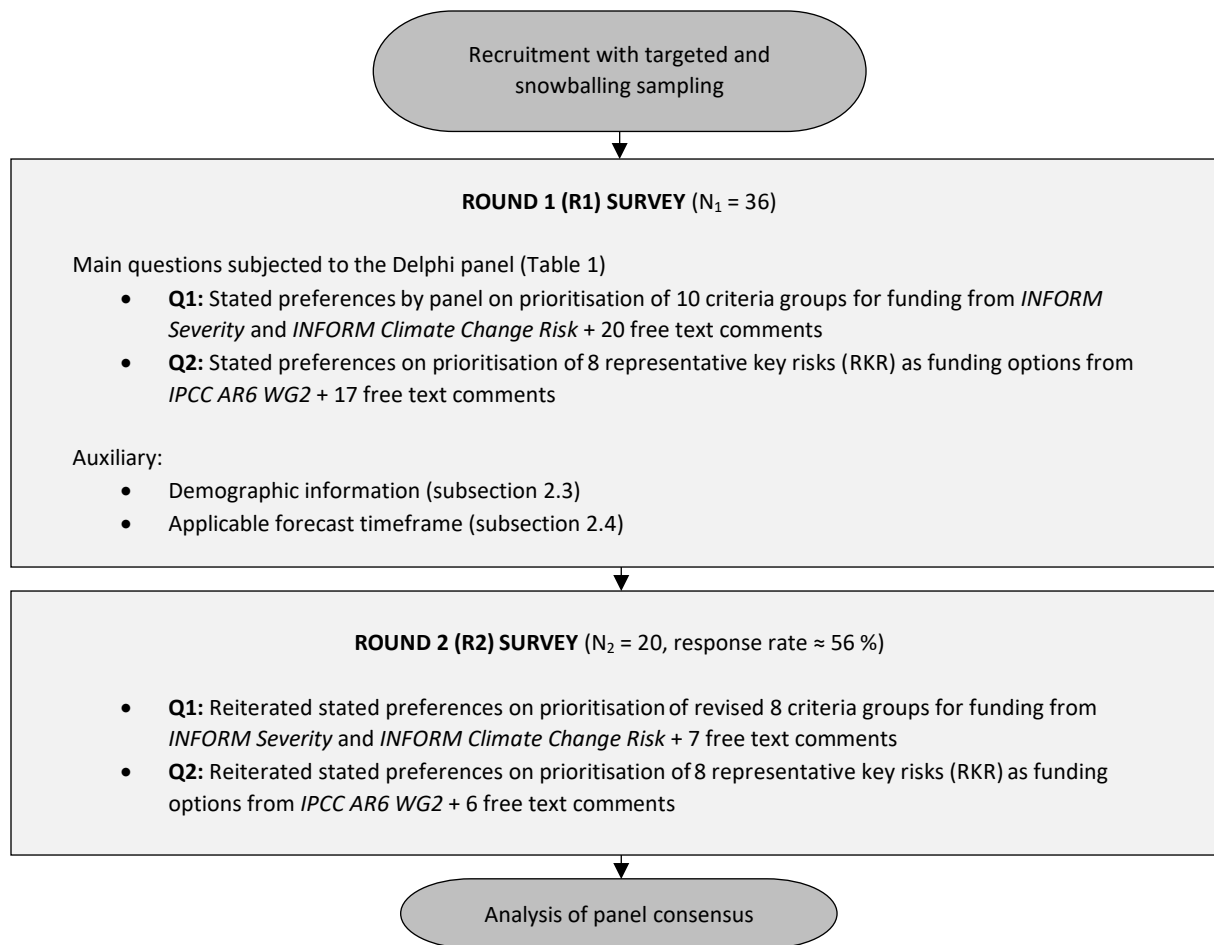 Recruitment with targeted and
snowballing sampling
ROUND 1 (R1) SURVEY (N₁ = 36)
Main questions subjected to the Delphi panel (Table 1)
• Q1: Stated preferences by panel on prioritisation of 10 criteria groups for funding from INFORM
Severity and INFORM Climate Change Risk + 20 free text comments
• Q2: Stated preferences on prioritisation of 8 representative key risks (RKR) as funding options from
IPCC AR6 WG2 + 17 free text comments
Auxiliary:
• Demographic information (subsection 2.3)
• Applicable forecast timeframe (subsection 2.4)
ROUND 2 (R2) SURVEY (N₂ = 20, response rate ≈ 56 %)
• Q1: Reiterated stated preferences on prioritisation of revised 8 criteria groups for funding from
INFORM Severity and INFORM Climate Change Risk + 7 free text comments
• Q2: Reiterated stated preferences on prioritisation of 8 representative key risks (RKR) as funding
options from IPCC AR6 WG2 + 6 free text comments
Analysis of panel consensus